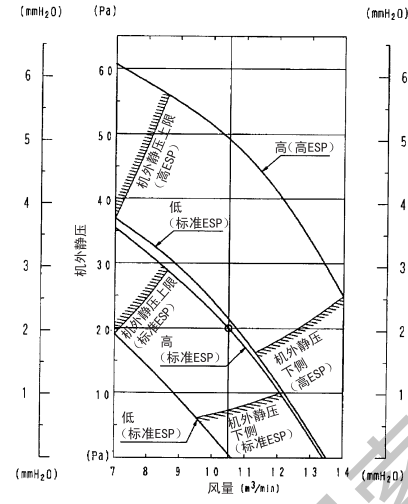 (mmH₂O)
(Pa)
(mmH₂O)
6
5
4
3
2
1
60
50
40
30
20
10
6
5
4
3
2
1
机外静压
机外静压上限
(高ESP)
高(高ESP)
低
(标准ESP)
机外静压上限
(标准ESP)
高
(标准ESP)
机外静压
下侧
(高ESP)
低
(标准ESP)
机外静压
下侧
(标准ESP)
(Pa)
7 8 9 10 11 12 13 14
(mmH₂O)
风量 (m³/min)
(mmH₂O)